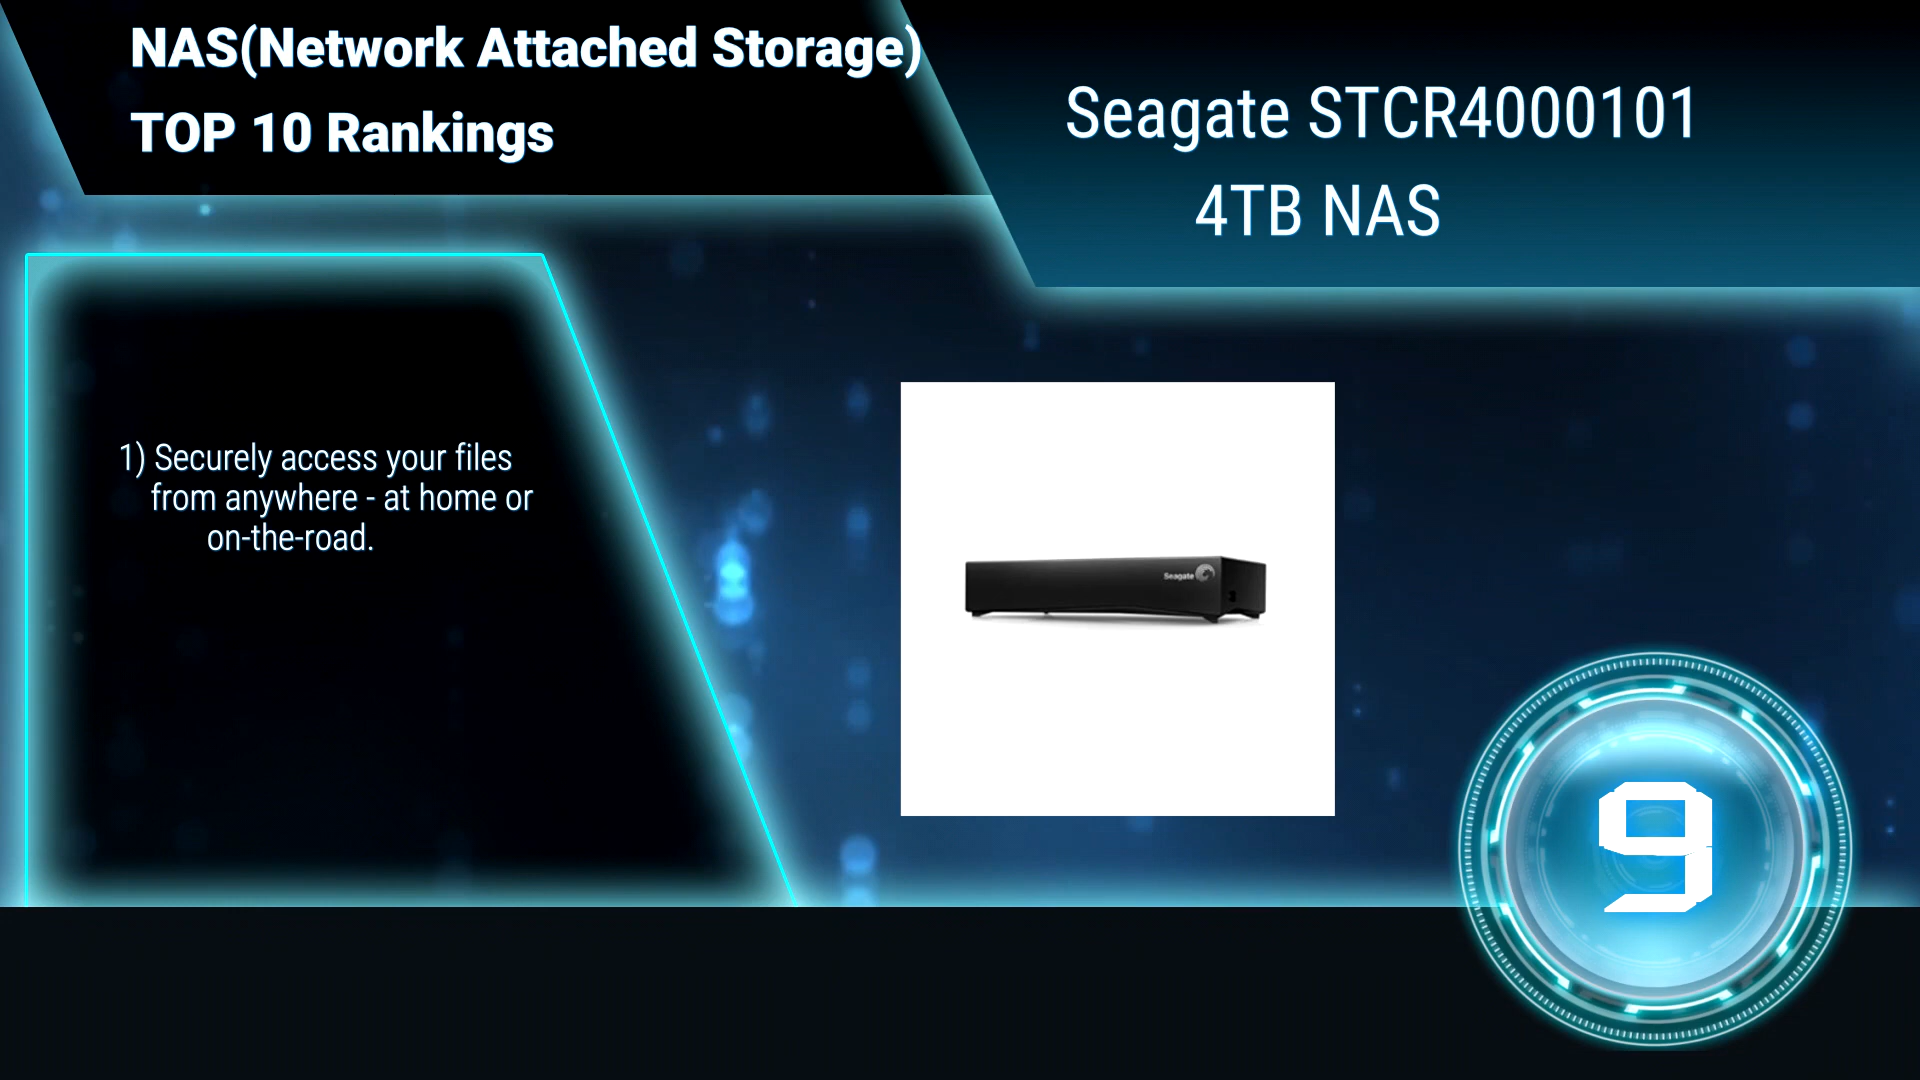 NAS(Network Attached Storage)
TOP 10 Rankings
Seagate STCR4000101
4TB NAS
1) Securely access your files
from anywhere - at home or
on-the-road.
Seagate
9